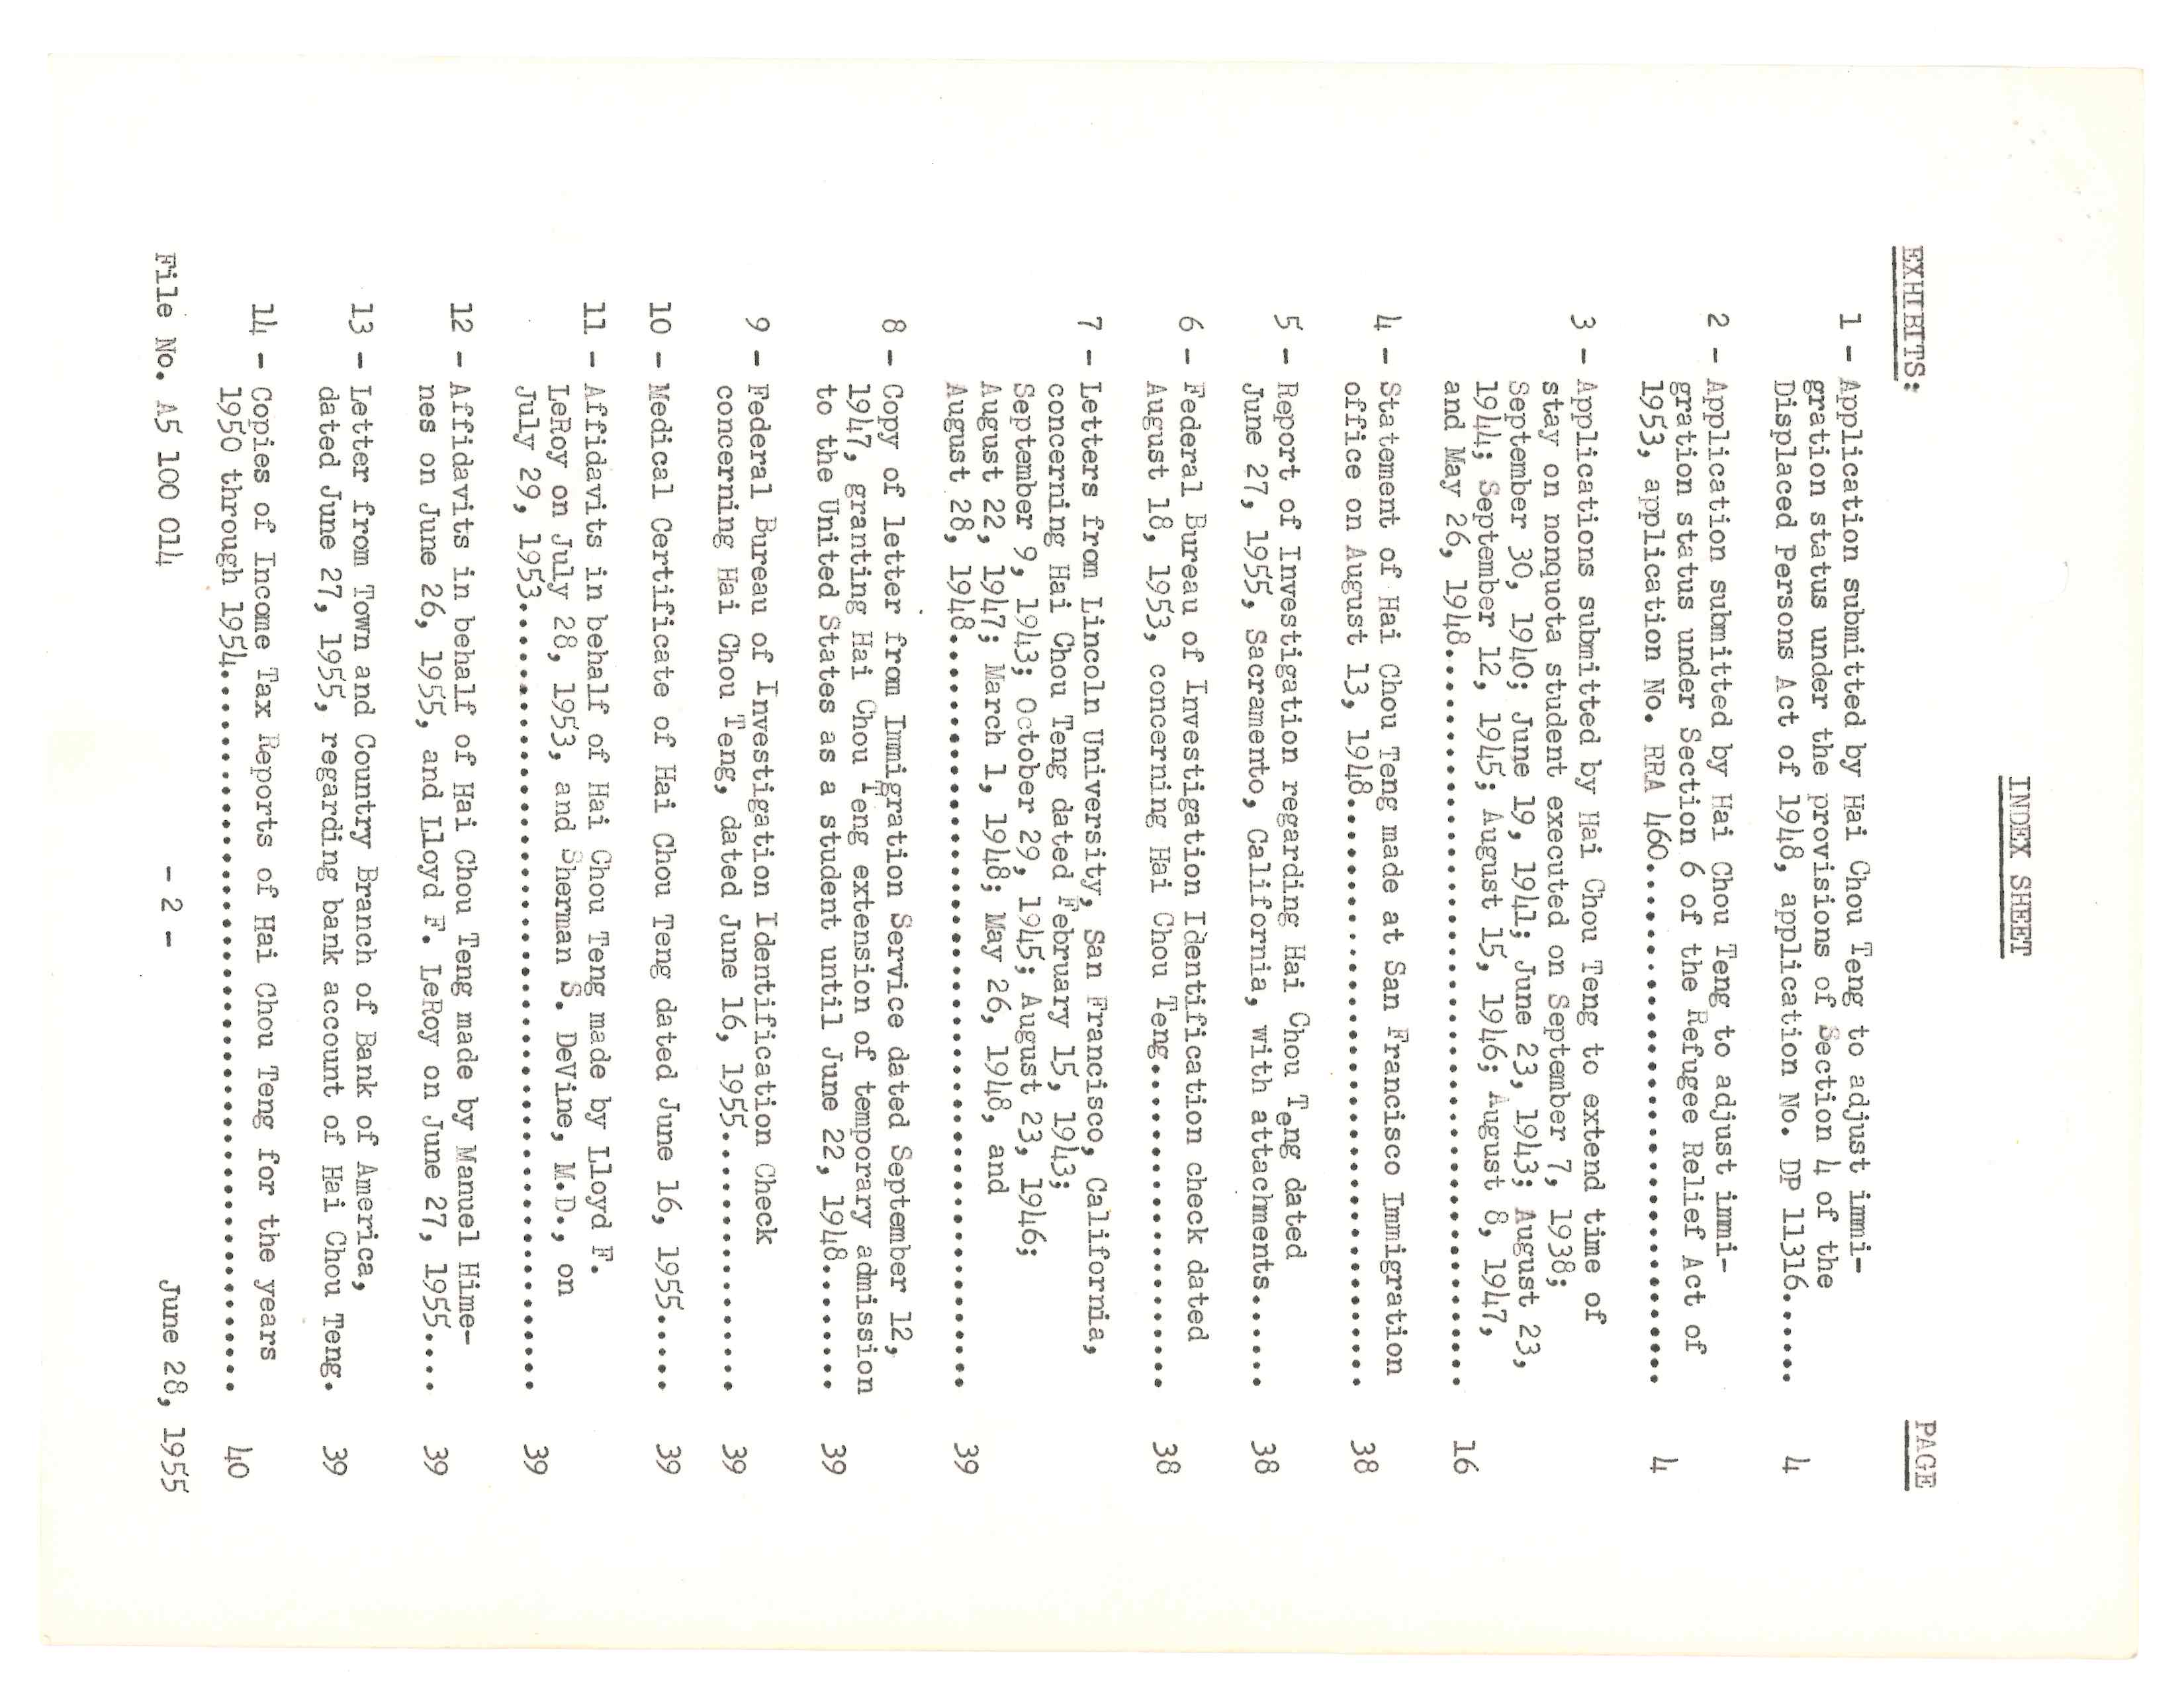 INDEX SHEET
EXHIBITS: PAGE
1 - Application submitted by Hai Chou Teng to adjust immi-
gration status under the provisions of Section 4 of the
Displaced Persons Act of 1948, application No. DP 11316...... 4
2 - Application submitted by Hai Chou Teng to adjust immi-
gration status under Section 6 of the Refugee Relief Act of
1953, application No. RRA 460................................ 4
3 - Applications submitted by Hai Chou Teng to extend time of
stay on nonquota student executed on September 7, 1938;
September 30, 1940; June 19, 1941; June 23, 1943; August 23,
1944; September 12, 1945; August 15, 1946; August 8, 1947,
and May 26, 1948............................................. 16
4 - Statement of Hai Chou Teng made at San Francisco Immigration
office on August 13, 1948.................................... 38
5 - Report of Investigation regarding Hai Chou Teng dated
June 27, 1955, Sacramento, California, with attachments...... 38
6 - Federal Bureau of Investigation Identification check dated
August 18, 1953, concerning Hai Chou Teng.................... 38
7 - Letters from Lincoln University, San Francisco, California,
concerning Hai Chou Teng dated February 15, 1943;
September 9, 1943; October 29, 1945; August 23, 1946;
August 22, 1947; March 1, 1948; May 26, 1948, and
August 28, 1948.............................................. 39
8 - Copy of letter from Immigration Service dated September 12,
1947, granting Hai Chou Teng extension of temporary admission
to the United States as a student until June 22, 1948........ 39
9 - Federal Bureau of Investigation Identification Check
concerning Hai Chou Teng, dated June 16, 1955................ 39
10 - Medical Certificate of Hai Chou Teng dated June 16, 1955..... 39
11 - Affidavits in behalf of Hai Chou Teng made by Lloyd F.
LeRoy on July 28, 1953, and Sherman S. DeVine, M.D., on
July 29, 1953................................................ 39
12 - Affidavits in behalf of Hai Chou Teng made by Manuel Hime-
nes on June 26, 1955, and Lloyd F. LeRoy on June 27, 1955.... 39
13 - Letter from Town and Country Branch of Bank of America,
dated June 27, 1955, regarding bank account of Hai Chou Teng. 39
14 - Copies of Income Tax Reports of Hai Chou Teng for the years
1950 through 1954............................................ 40
File No. A5 100 014 - 2 - June 28, 1955